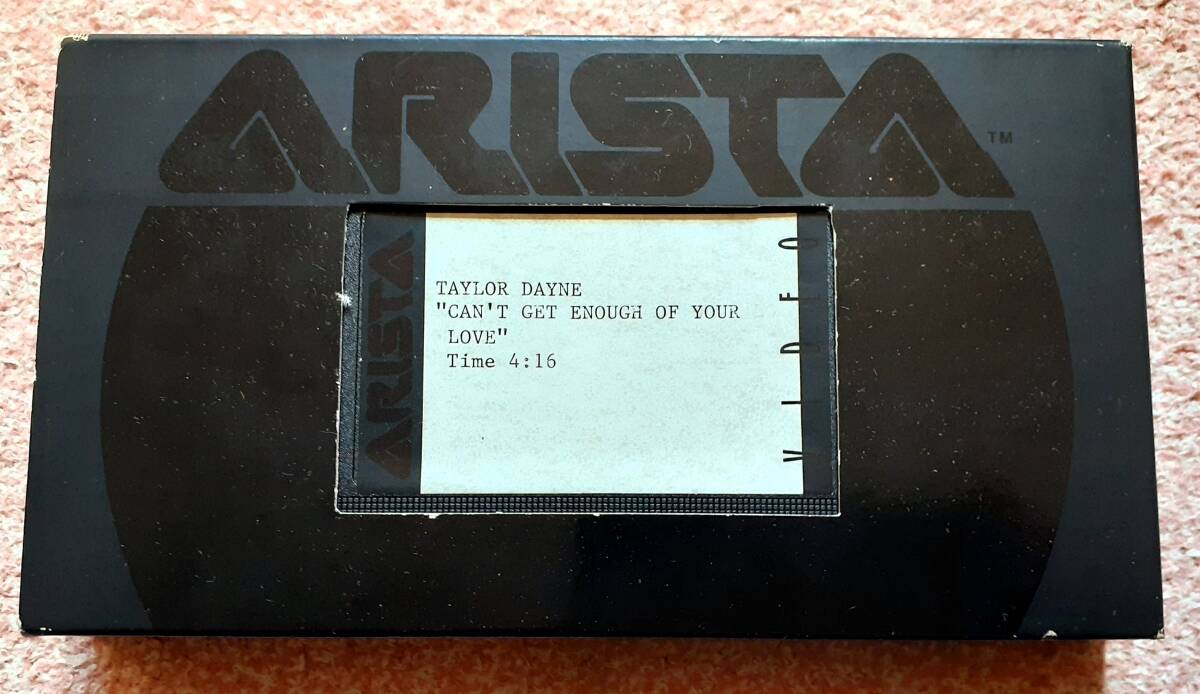 ARISTA™
ARISTA
TAYLOR DAYNE
"CAN'T GET ENOUGH OF YOUR
LOVE"
Time 4:16
VIDEO